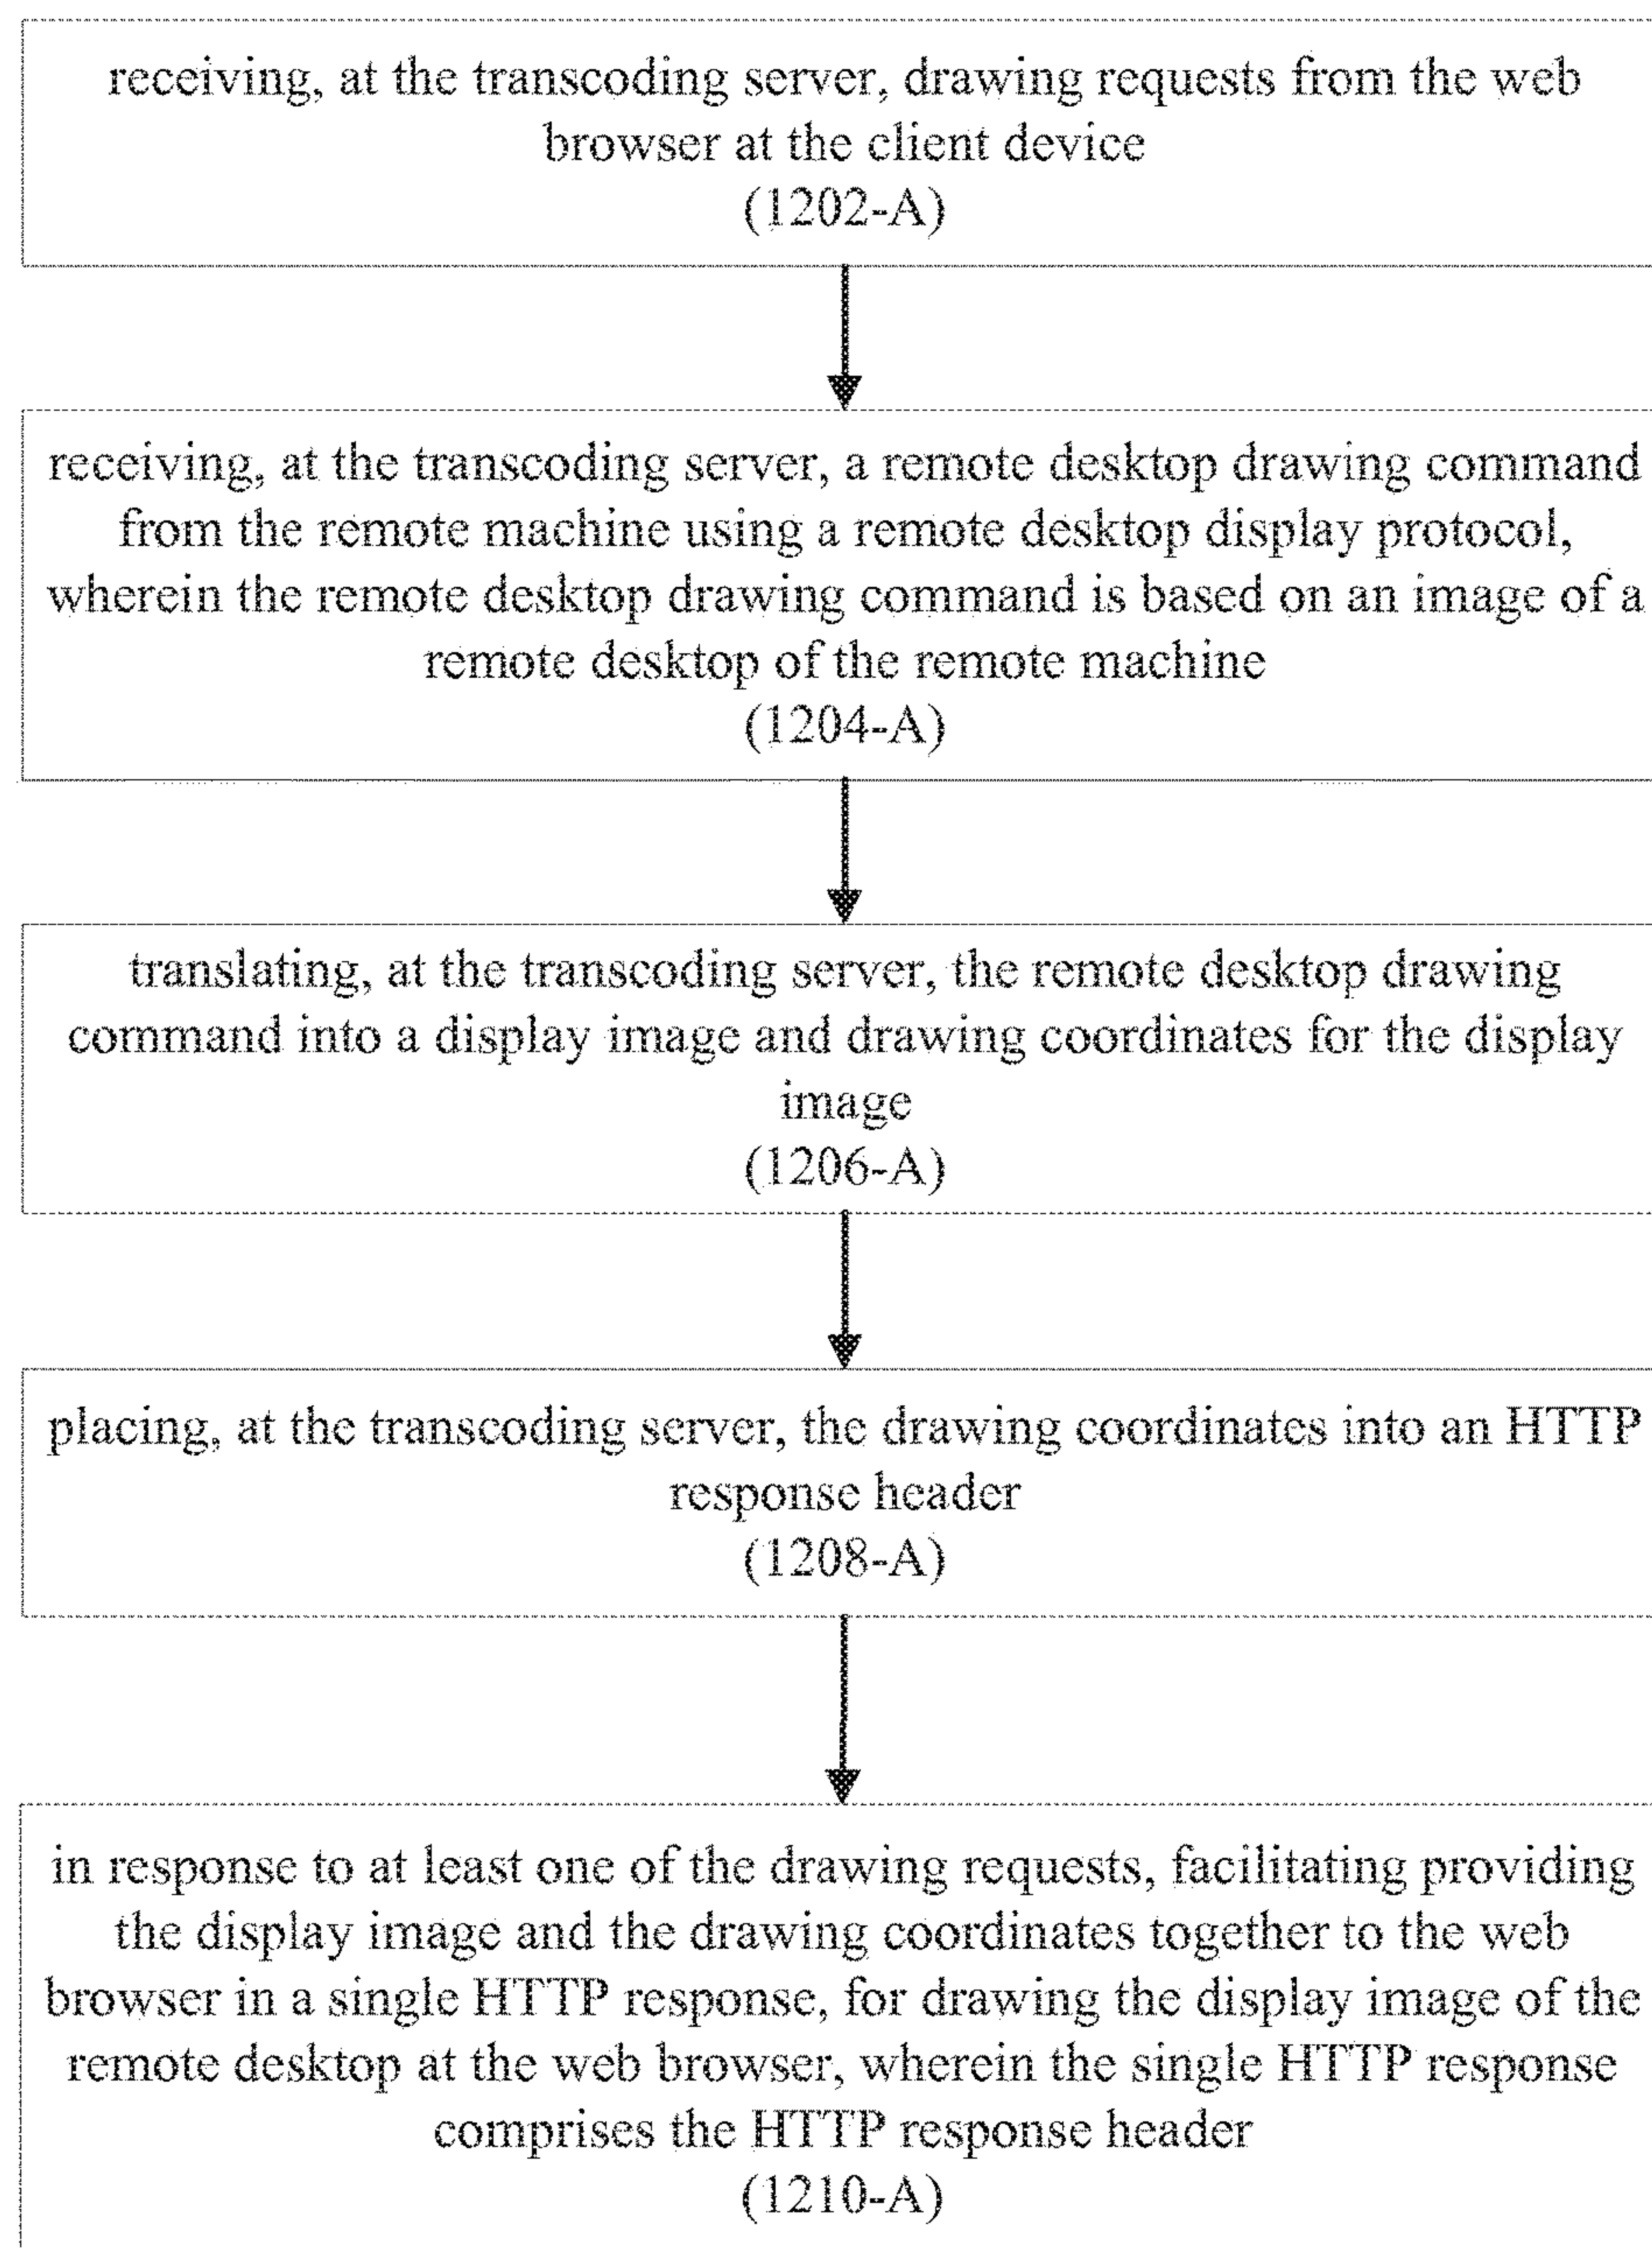 receiving, at the transcoding server, drawing requests from the web
browser at the client device
(1202-A)
receiving, at the transcoding server, a remote desktop drawing command
from the remote machine using a remote desktop display protocol,
wherein the remote desktop drawing command is based on an image of a
remote desktop of the remote machine
(1204-A)
translating, at the transcoding server, the remote desktop drawing
command into a display image and drawing coordinates for the display
image
(1206-A)
placing, at the transcoding server, the drawing coordinates into an HTTP
response header
(1208-A)
in response to at least one of the drawing requests, facilitating providing
the display image and the drawing coordinates together to the web
browser in a single HTTP response, for drawing the display image of the
remote desktop at the web browser, wherein the single HTTP response
comprises the HTTP response header
(1210-A)